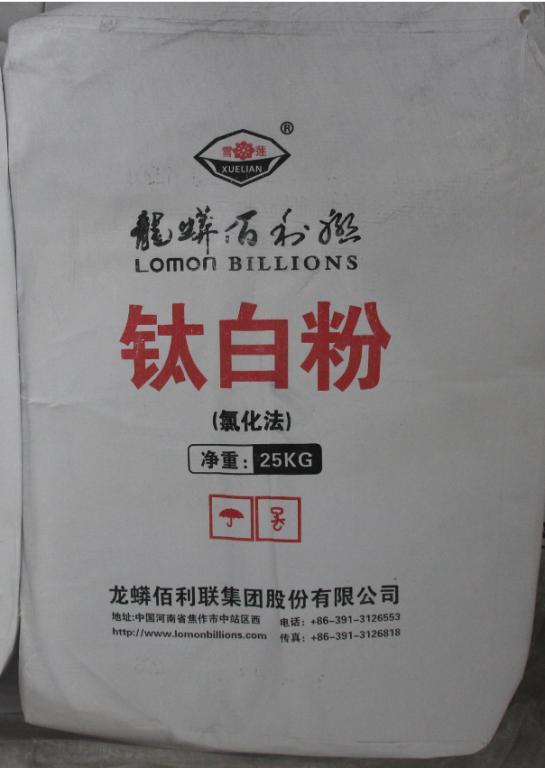 ®
雪 莲
XUELIAN
龍蟒佰利聯
LOMON BILLIONS
钛白粉
(氯化法)
净重: 25KG
龙蟒佰利联集团股份有限公司
地址:中国河南省焦作市中站区西 电话: +86-391-3126553
http://www.lomonbillions.com 传真: +86-391-3126818